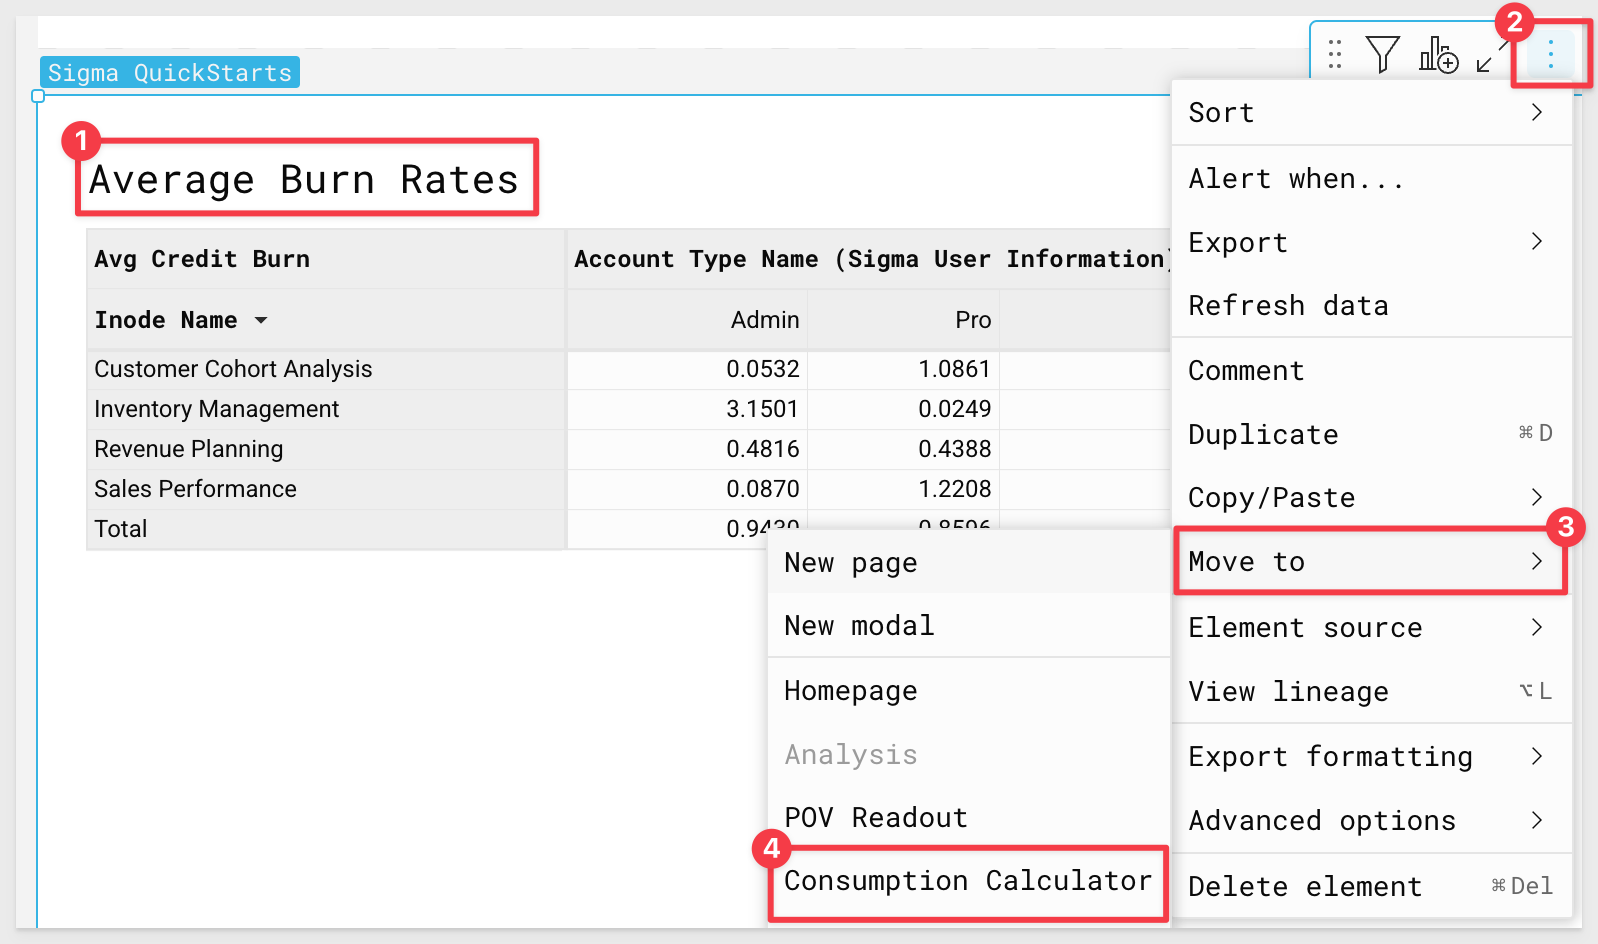 2
Sigma QuickStarts
1
Average Burn Rates
Avg Credit Burn Account Type Name (Sigma User Information)
Inode Name Admin Pro
Customer Cohort Analysis 0.0532 1.0861
Inventory Management 3.1501 0.0249
Revenue Planning 0.4816 0.4388
Sales Performance 0.0870 1.2208
Total 0.9430 0.8596
Sort
Alert when...
Export
Refresh data
Comment
Duplicate ⌘D
Copy/Paste
3
Move to
Element source
View lineage ⌥L
Export formatting
Advanced options
Delete element ⌘Del
New page
New modal
Homepage
Analysis
POV Readout
4
Consumption Calculator